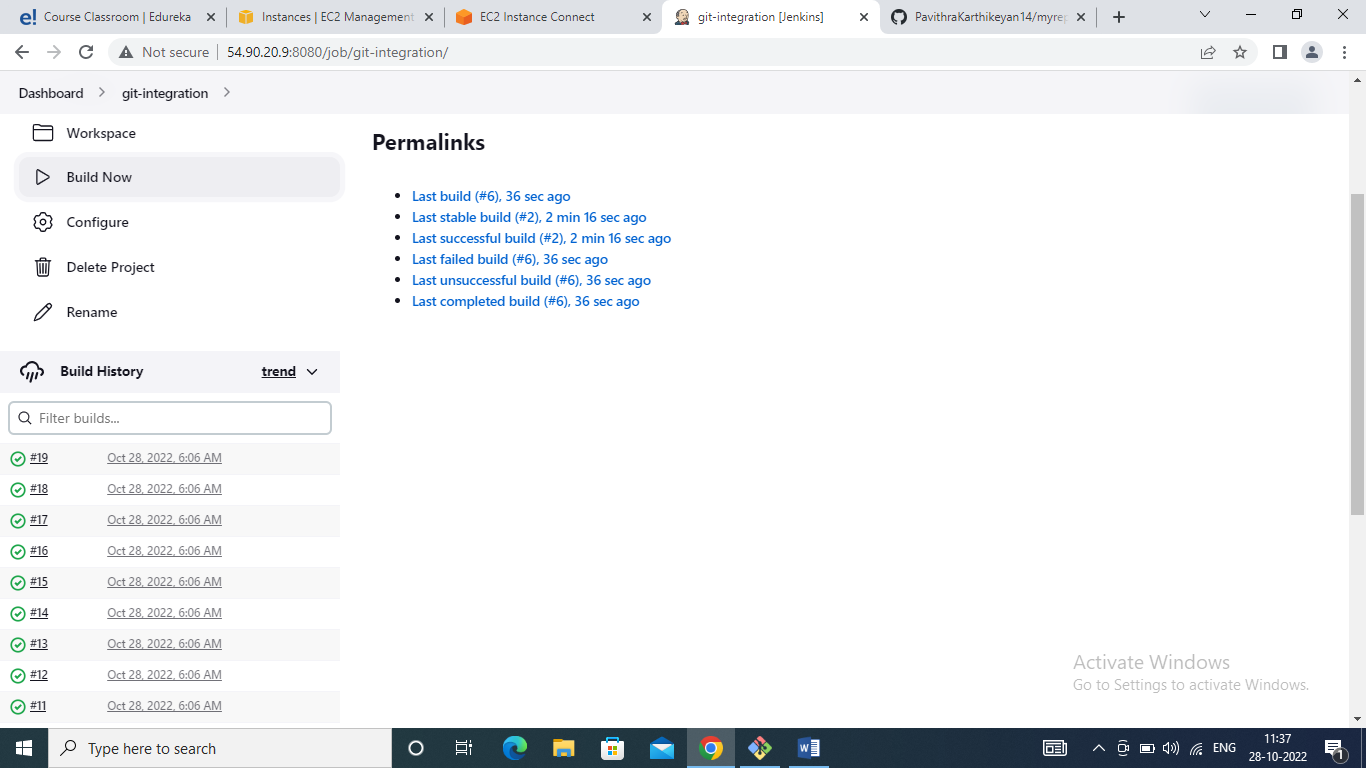 Course Classroom | Edureka
Instances | EC2 Management
EC2 Instance Connect
git-integration [Jenkins]
PavithraKarthikeyan14/myrep
Not secure
54.90.20.9:8080/job/git-integration/
Dashboard
git-integration
Workspace
Build Now
Configure
Delete Project
Rename
Permalinks
Last build (#6), 36 sec ago
Last stable build (#2), 2 min 16 sec ago
Last successful build (#2), 2 min 16 sec ago
Last failed build (#6), 36 sec ago
Last unsuccessful build (#6), 36 sec ago
Last completed build (#6), 36 sec ago
Build History trend
Filter builds...
#19 Oct 28, 2022, 6:06 AM
#18 Oct 28, 2022, 6:06 AM
#17 Oct 28, 2022, 6:06 AM
#16 Oct 28, 2022, 6:06 AM
#15 Oct 28, 2022, 6:06 AM
#14 Oct 28, 2022, 6:06 AM
#13 Oct 28, 2022, 6:06 AM
#12 Oct 28, 2022, 6:06 AM
#11 Oct 28, 2022, 6:06 AM
Activate Windows
Go to Settings to activate Windows.
Type here to search
ENG
11:37
28-10-2022
1